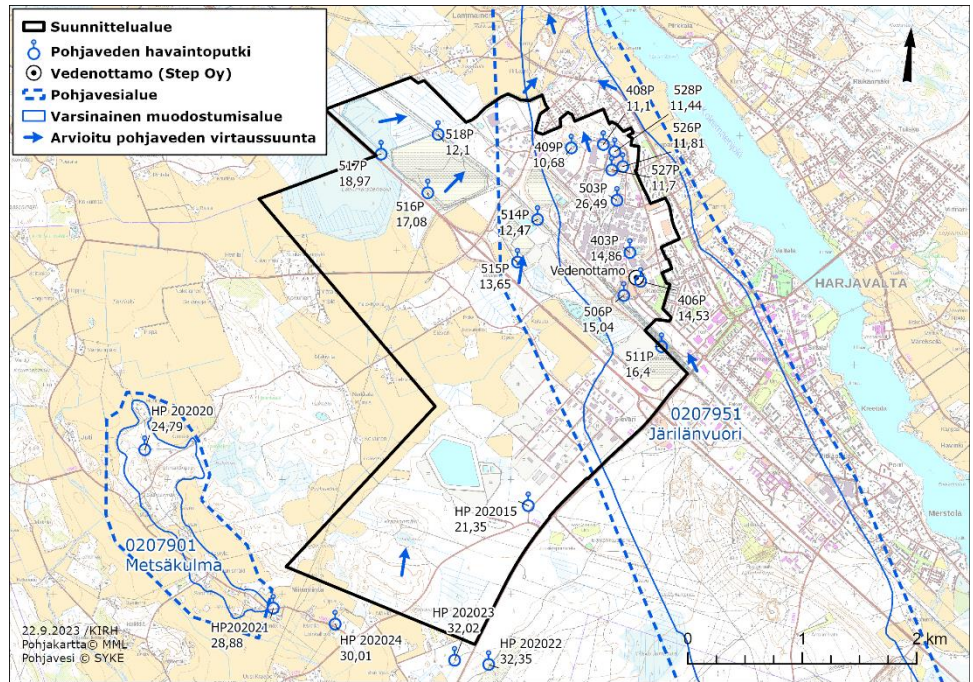 Suunnittelualue
Pohjaveden havaintoputki
Vedenottamo (Step Oy)
Pohjavesialue
Varsinainen muodostumisalue
Arvioitu pohjaveden virtaussuunta
408P
11,1
528P
11,44
526P
11,81
518P
12,1
409P
10,68
527P
11,7
517P
18,97
516P
17,08
503P
26,49
514P
12,47
403P
14,86
Vedenottamo
515P
13,65
HARJAVALTA
406P
14,53
506P
15,04
511P
16,4
0207951
Järilänvuori
HP 202020
24,79
HP 202015
21,35
0207901
Metsäkulma
HP202021
28,88
HP 202024
30,01
HP 202023
32,02
HP 202022
32,35
Merstola
22.9.2023 /KIRH
Pohjakartta© MML
Pohjavesi © SYKE
0 2 km